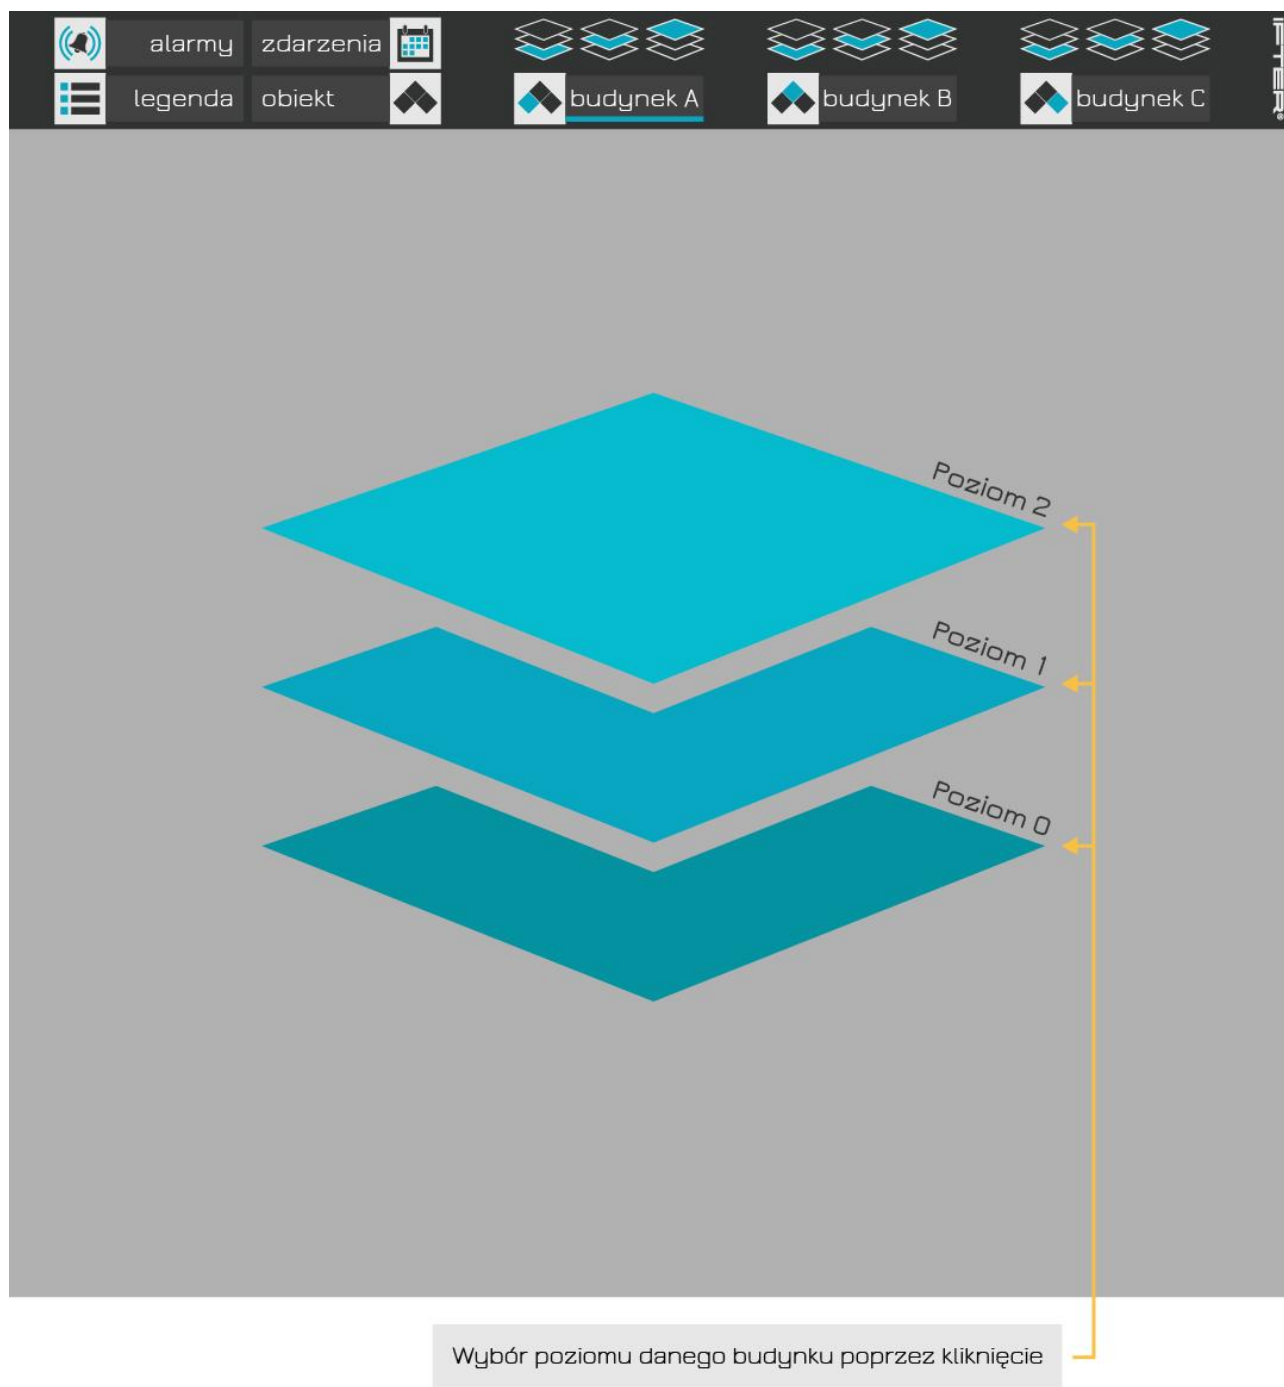 alarmy zdarzenia
legenda obiekt budynek A budynek B budynek C
IFTER®
Poziom 2
Poziom 1
Poziom 0
Wybór poziomu danego budynku poprzez kliknięcie